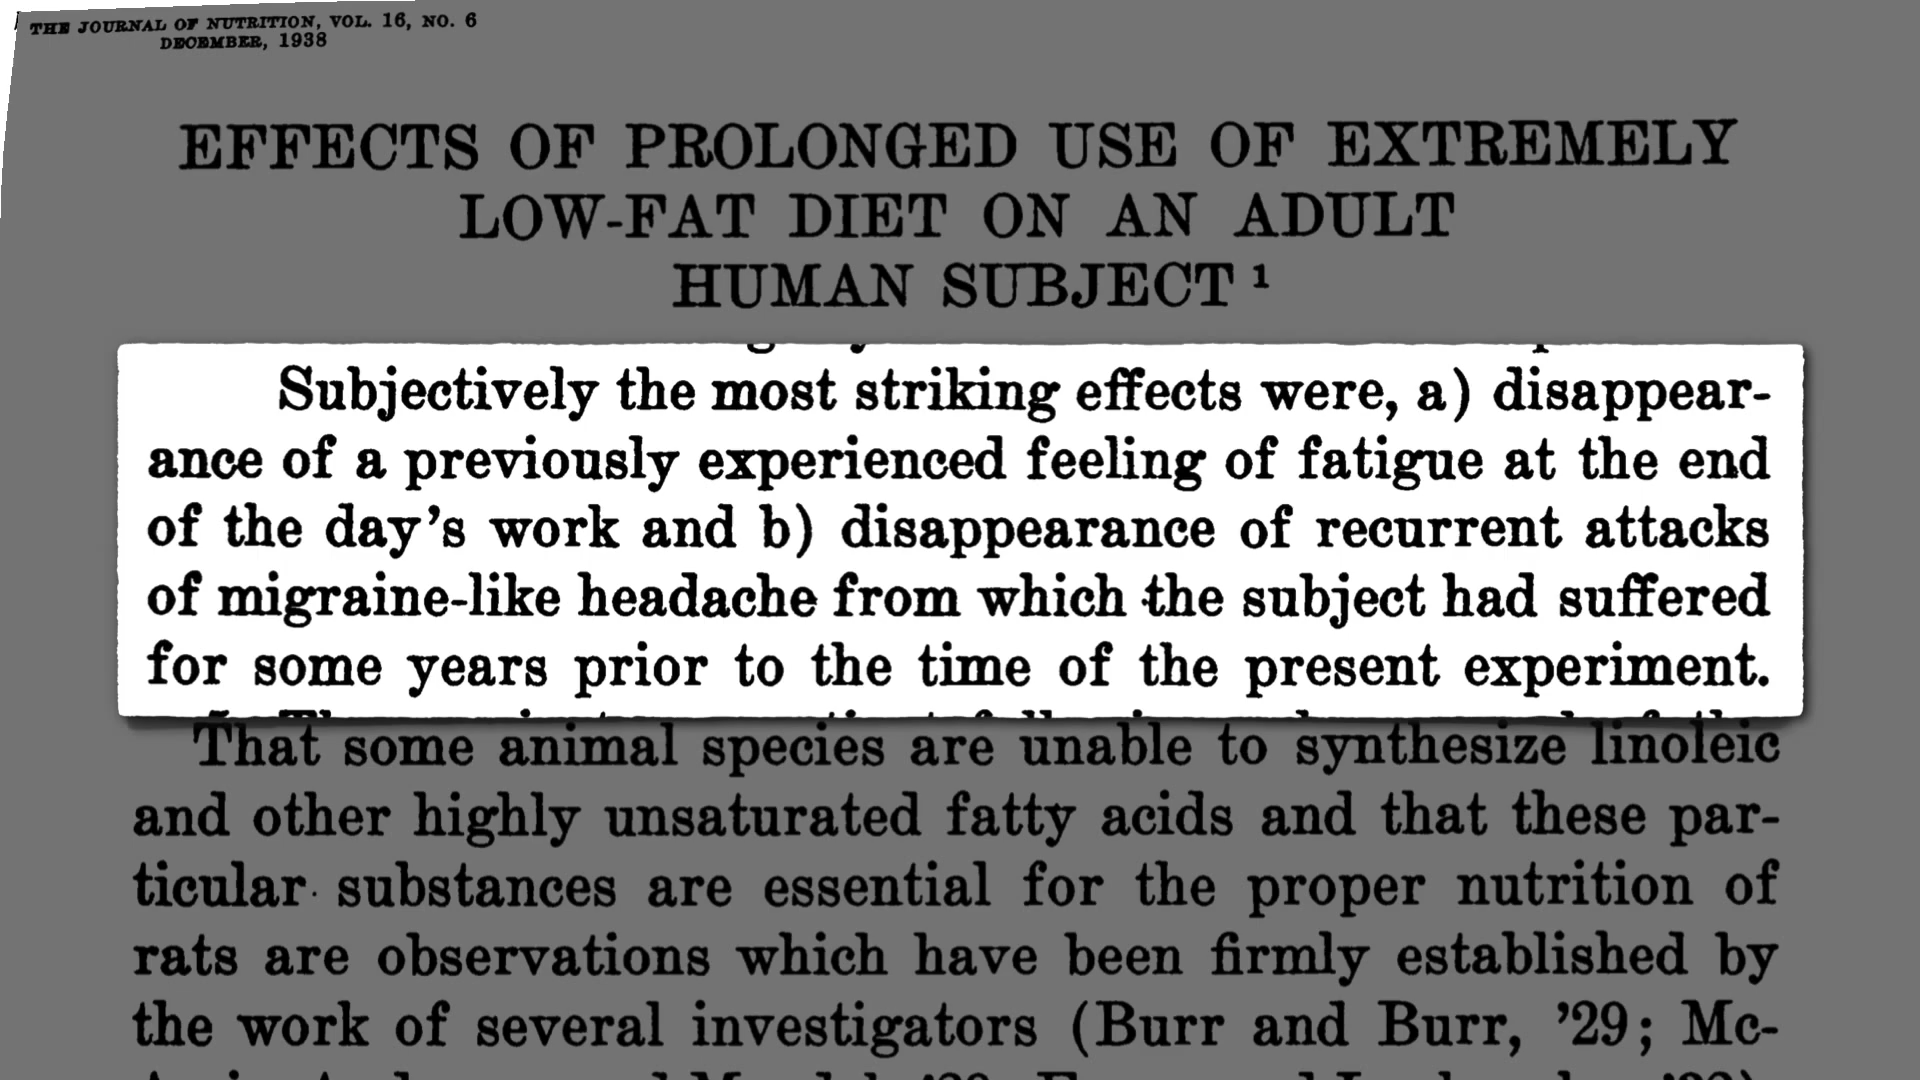 THE JOURNAL OF NUTRITION, VOL. 16, NO. 6
DECEMBER, 1938
EFFECTS OF PROLONGED USE OF EXTREMELY
LOW-FAT DIET ON AN ADULT
HUMAN SUBJECT ¹
Subjectively the most striking effects were, a) disappear-
ance of a previously experienced feeling of fatigue at the end
of the day's work and b) disappearance of recurrent attacks
of migraine-like headache from which the subject had suffered
for some years prior to the time of the present experiment.
That some animal species are unable to synthesize linoleic
and other highly unsaturated fatty acids and that these par-
ticular substances are essential for the proper nutrition of
rats are observations which have been firmly established by
the work of several investigators (Burr and Burr, '29; Mc-